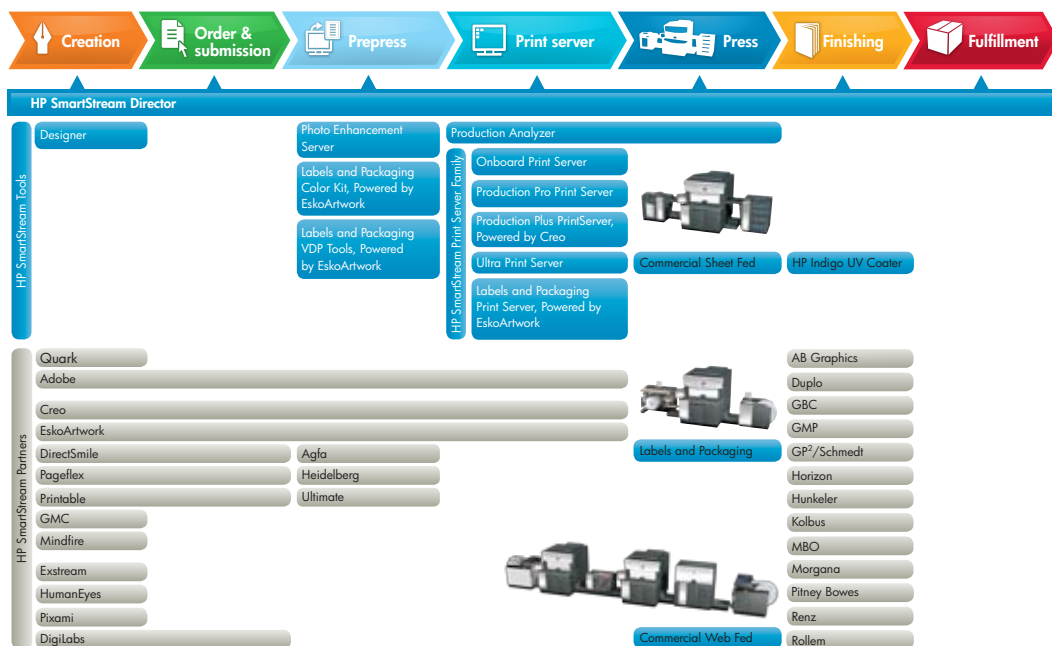 Creation
Order &
submission
Prepress
Print server
Press
Finishing
Fulfillment
HP SmartStream Director
HP SmartStream Tools
Designer
Photo Enhancement
Server
Labels and Packaging
Color Kit, Powered by
EskoArtwork
Labels and Packaging
VDP Tools, Powered
by EskoArtwork
Production Analyzer
HP SmartStream Print Server Family
Onboard Print Server
Production Pro Print Server
Production Plus PrintServer,
Powered by Creo
Ultra Print Server
Labels and Packaging
Print Server, Powered by
EskoArtwork
Commercial Sheet Fed
HP Indigo UV Coater
HP SmartStream Partners
Quark
Adobe
Creo
EskoArtwork
DirectSmile
Pageflex
Printable
GMC
Mindfire
Exstream
HumanEyes
Pixami
DigiLabs
Agfa
Heidelberg
Ultimate
Labels and Packaging
Commercial Web Fed
AB Graphics
Duplo
GBC
GMP
GP²/Schmedt
Horizon
Hunkeler
Kolbus
MBO
Morgana
Pitney Bowes
Renz
Rollem